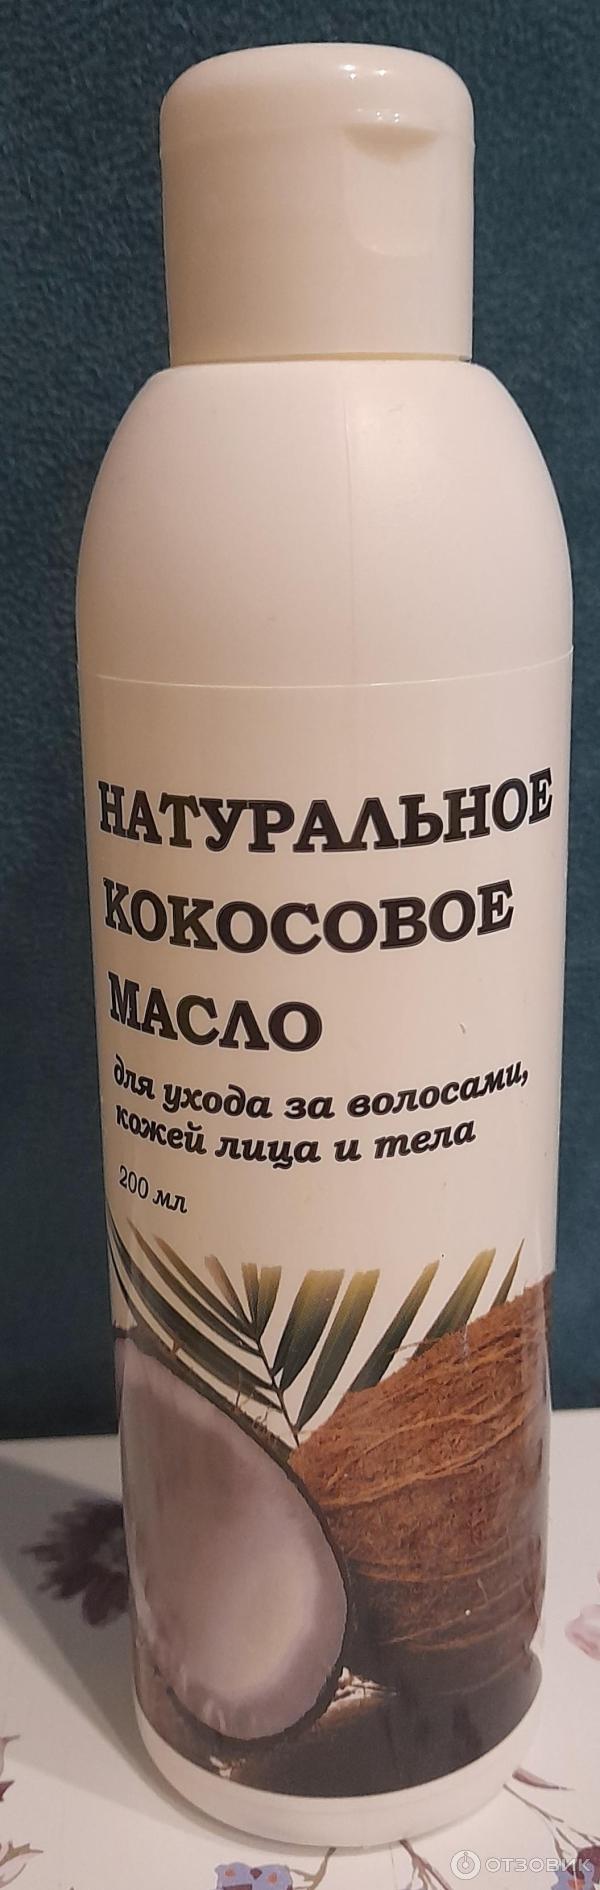 НАТУРАЛЬНОЕ
КОКОСОВОЕ
МАСЛО
для ухода за волосами,
кожей лица и тела
200 мл
ОТЗОВИК